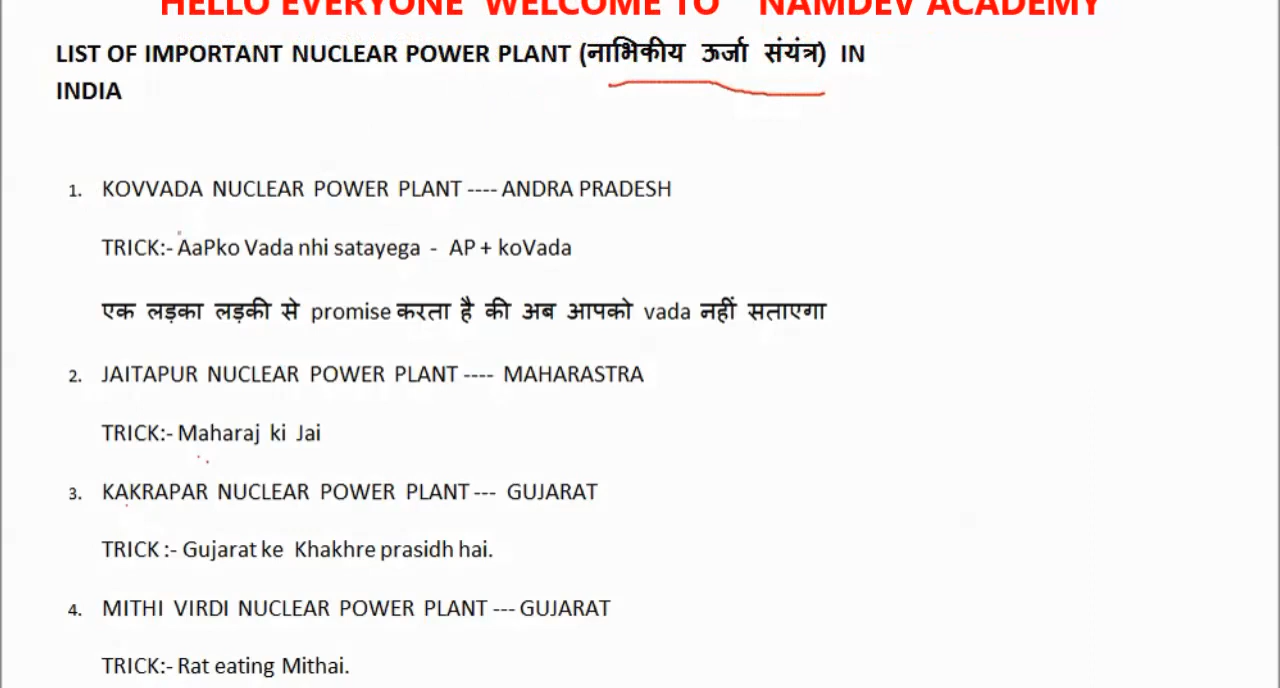 HELLO EVERYONE WELCOME TO NAMDEV ACADEMY
LIST OF IMPORTANT NUCLEAR POWER PLANT (नाभिकीय ऊर्जा संयंत्र) IN
INDIA
1. KOVVADA NUCLEAR POWER PLANT ---- ANDRA PRADESH
TRICK:- AaPko Vada nhi satayega - AP + koVada
एक लड़का लड़की से promise करता है की अब आपको vada नहीं सताएगा
2. JAITAPUR NUCLEAR POWER PLANT ---- MAHARASTRA
TRICK:- Maharaj ki Jai
3. KAKRAPAR NUCLEAR POWER PLANT --- GUJARAT
TRICK :- Gujarat ke Khakhre prasidh hai.
4. MITHI VIRDI NUCLEAR POWER PLANT --- GUJARAT
TRICK:- Rat eating Mithai.